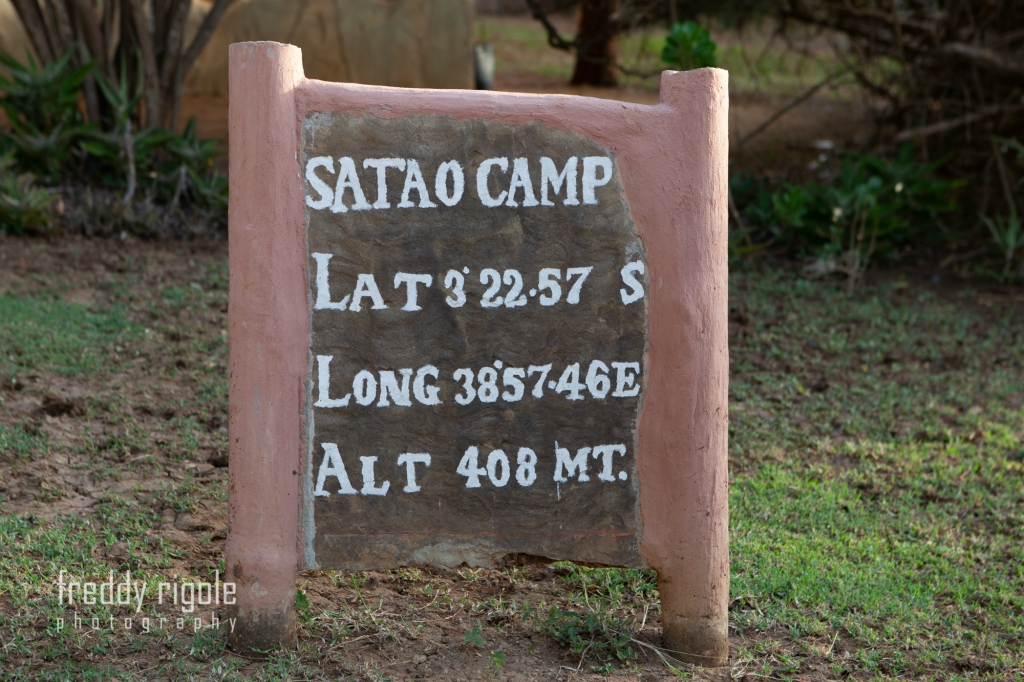 SATAO CAMP
LAT 3° 22.57 S
LONG 38°57.46E
ALT 408 MT.
freddy rigole
photography